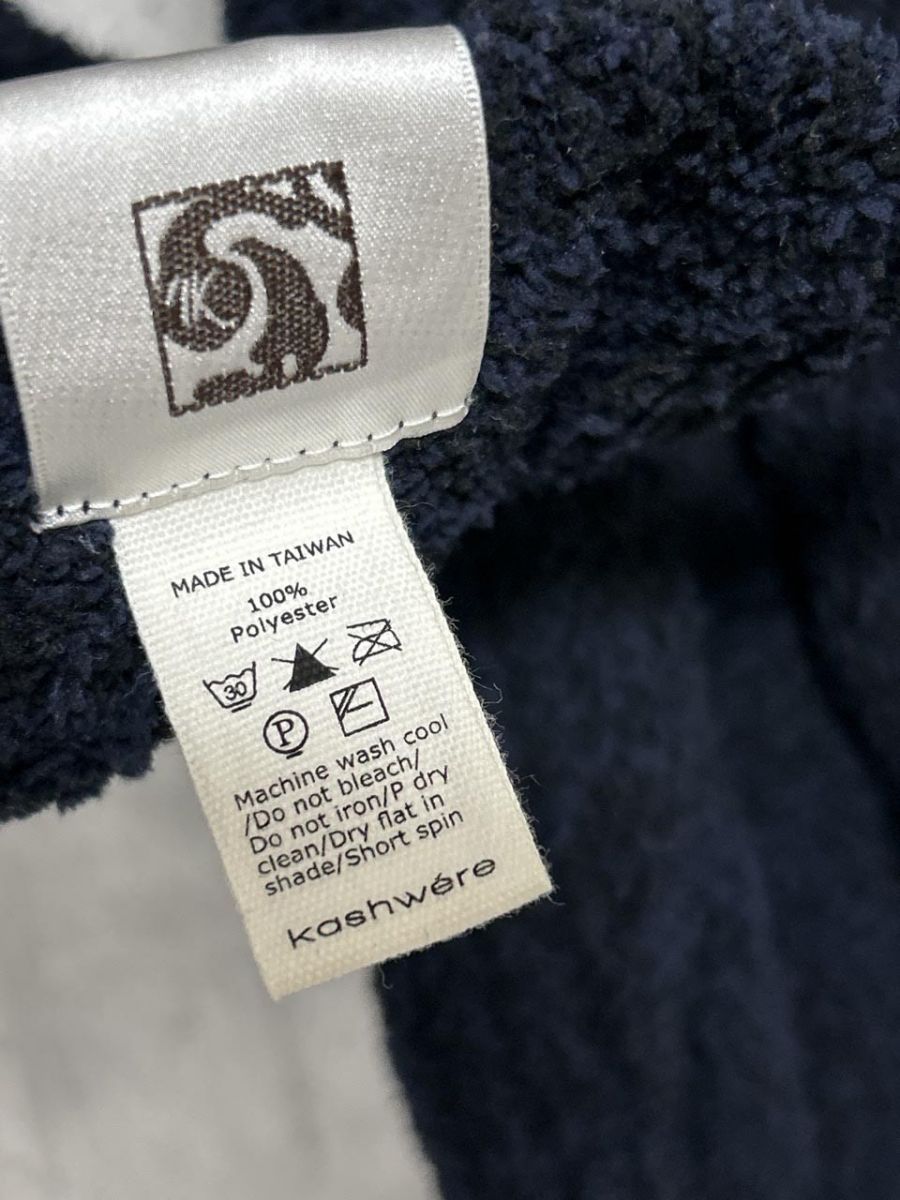 K
MADE IN TAIWAN
100%
Polyester
30
P
Machine wash cool
/Do not bleach/
Do not iron/P dry
clean/Dry flat in
shade/Short spin
kashwére